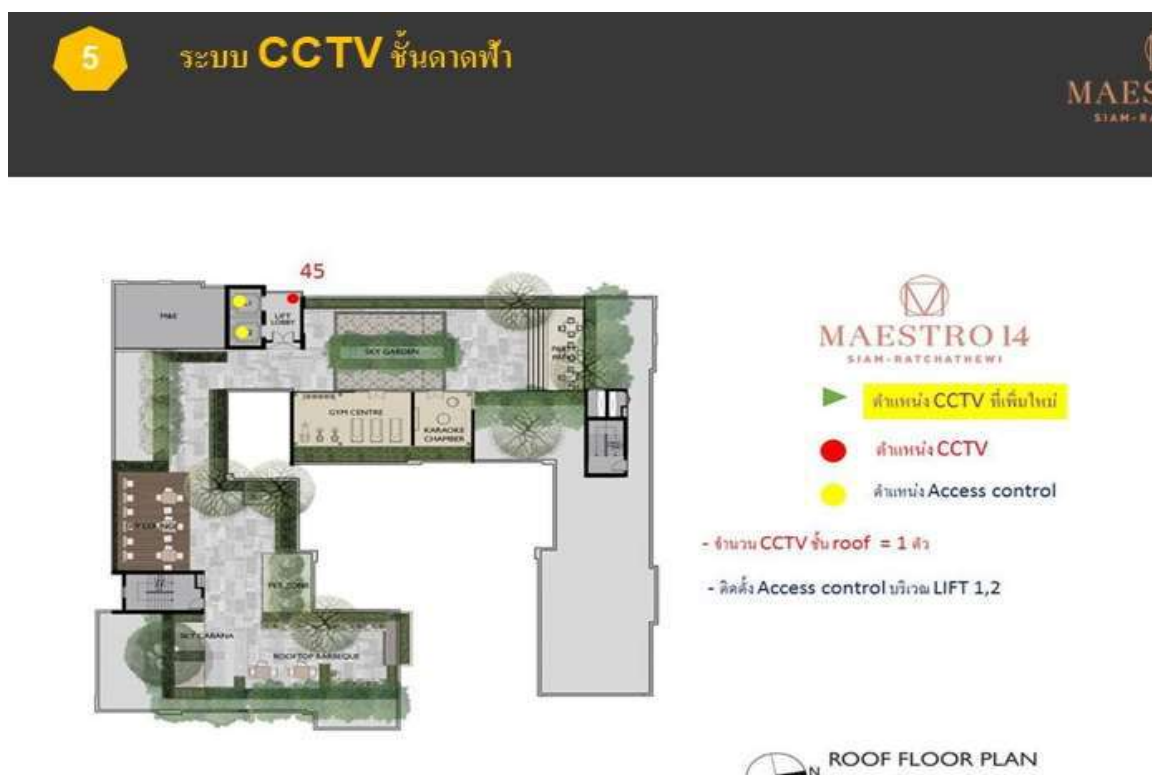 5
ระบบ CCTV ชั้นดาดฟ้า
MAES
45
M&E
LIFT
LOBBY
SKY GARDEN
GYM CENTRE
KARAOKE
CHAMBER
PET ZONE
SKY CABANA
ROOFTOP BARBEQUE
MAESTRO 14
SIAM-RATCHATHEWI
ตำแหน่ง CCTV ที่เพิ่มใหม่
ตำแหน่ง CCTV
ตำแหน่ง Access control
- จำนวน CCTV ชั้น roof = 1 ตัว
- ติดตั้ง Access control บริเวณ LIFT 1,2
N
ROOF FLOOR PLAN